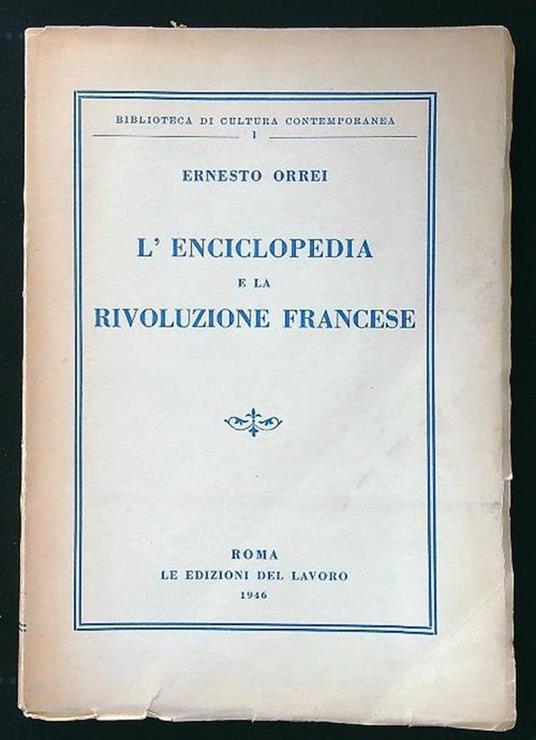 BIBLIOTECA DI CULTURA CONTEMPORANEA
1
ERNESTO ORREI
L' ENCICLOPEDIA
E LA
RIVOLUZIONE FRANCESE
ROMA
LE EDIZIONI DEL LAVORO
1946